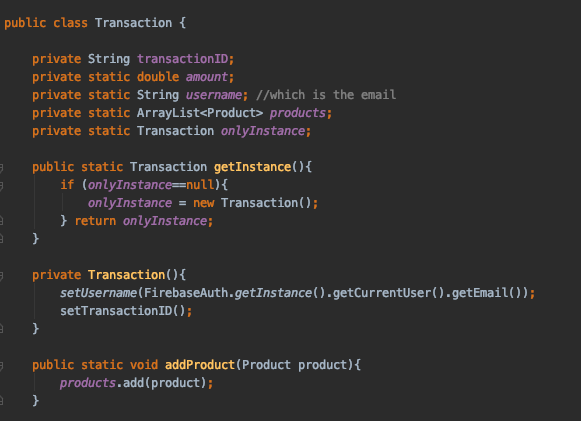 public class Transaction {
private String transactionID;
private static double amount;
private static String username; //which is the email
private static ArrayList<Product> products;
private static Transaction onlyInstance;
public static Transaction getInstance(){
if (onlyInstance==null){
onlyInstance = new Transaction();
} return onlyInstance;
}
private Transaction(){
setUsername(FirebaseAuth.getInstance().getCurrentUser().getEmail());
setTransactionID();
}
public static void addProduct(Product product){
products.add(product);
}